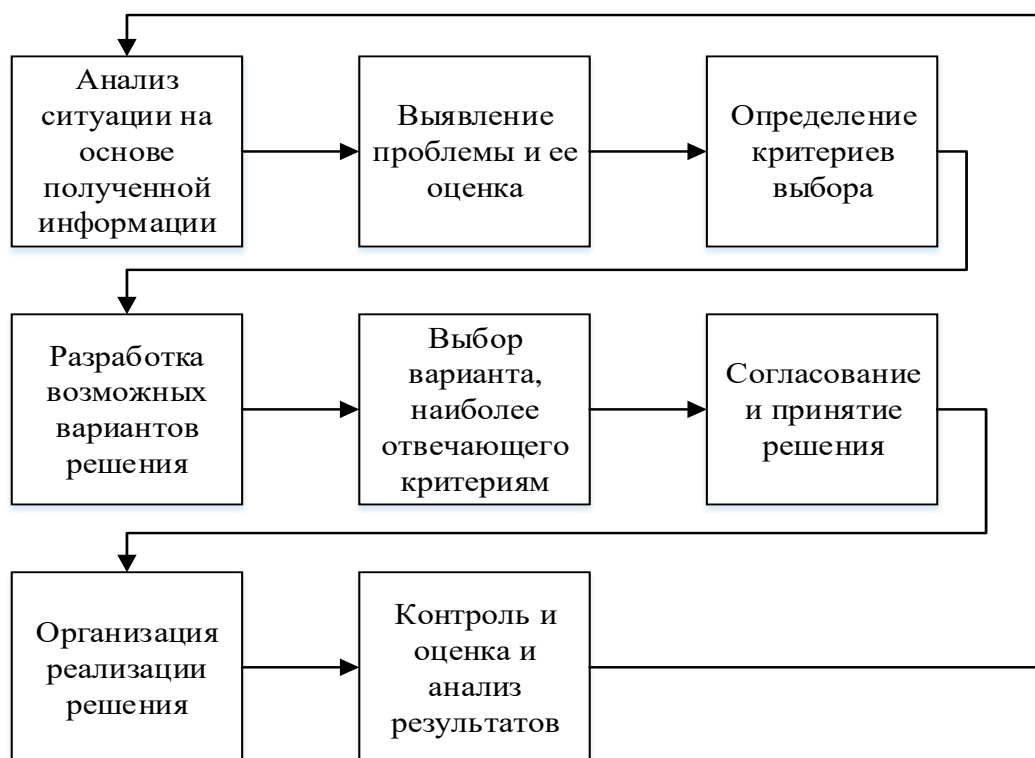 Анализ
ситуации на
основе
полученной
информации
Выявление
проблемы и ее
оценка
Определение
критериев
выбора
Разработка
возможных
вариантов
решения
Выбор
варианта,
наиболее
отвечающего
критериям
Согласование
и принятие
решения
Организация
реализации
решения
Контроль и
оценка и
анализ
результатов